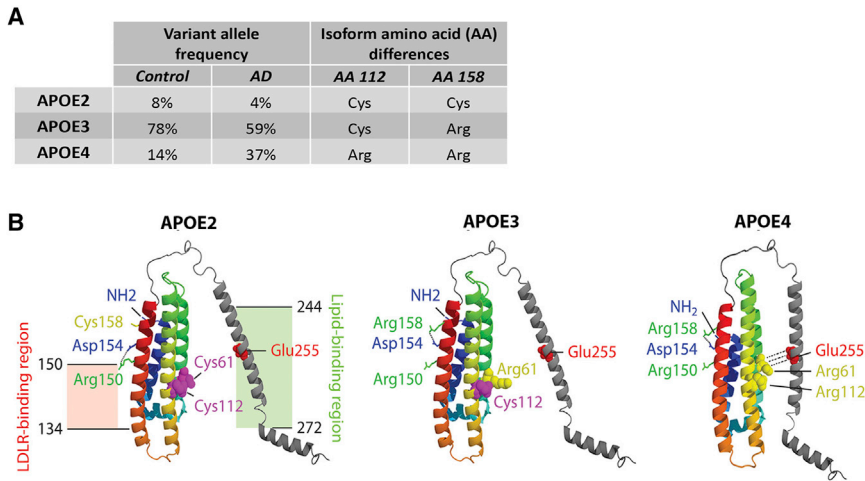 A
Variant allele frequency
Isoform amino acid (AA) differences
Control AD AA 112 AA 158
APOE2 8% 4% Cys Cys
APOE3 78% 59% Cys Arg
APOE4 14% 37% Arg Arg
B
APOE2
NH2
Cys158
Asp154
150
Arg150
134
LDLR-binding region
Cys61
Cys112
244
Glu255
272
Lipid-binding region
APOE3
NH2
Arg158
Asp154
Arg150
Arg61
Cys112
Glu255
APOE4
NH2
Arg158
Asp154
Arg150
Glu255
Arg61
Arg112